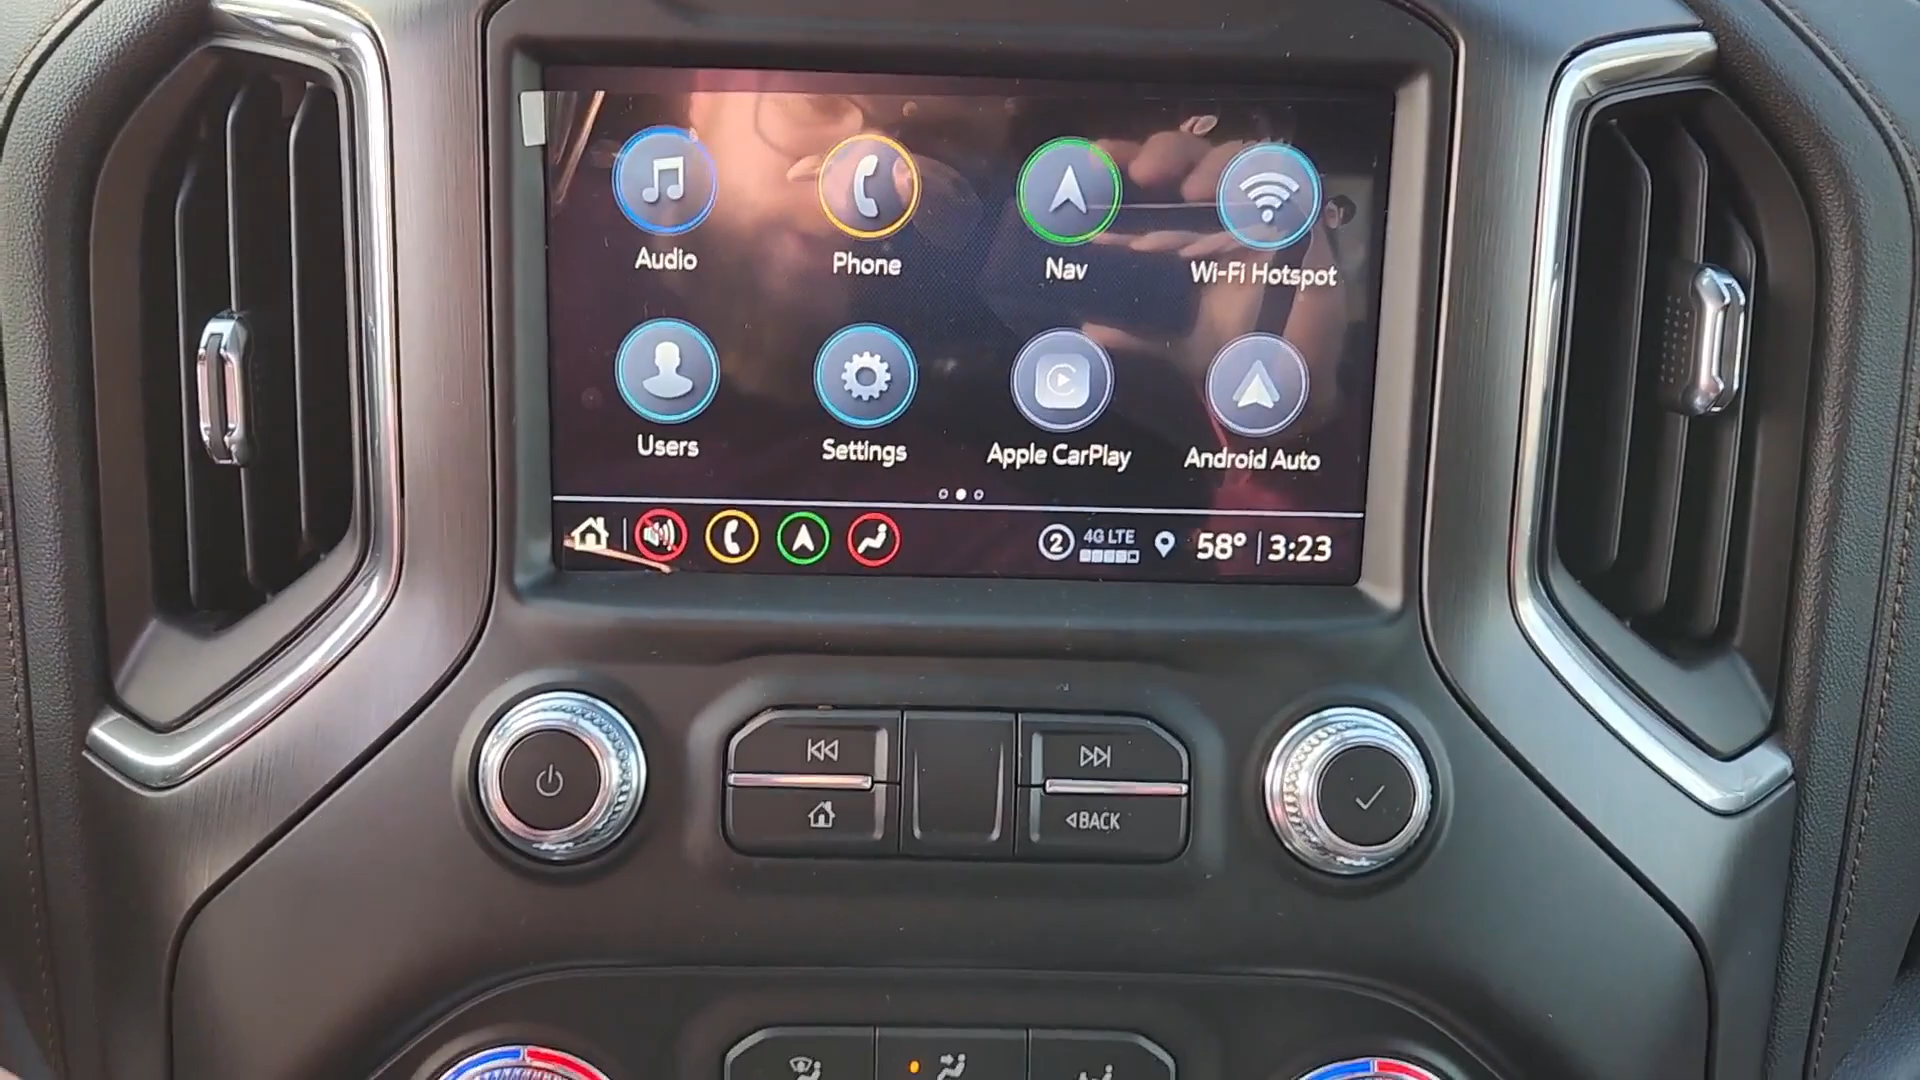 Audio
Phone
Nav
Wi-Fi Hotspot
Users
Settings
Apple CarPlay
Android Auto
2 4G LTE 58° 3:23
BACK